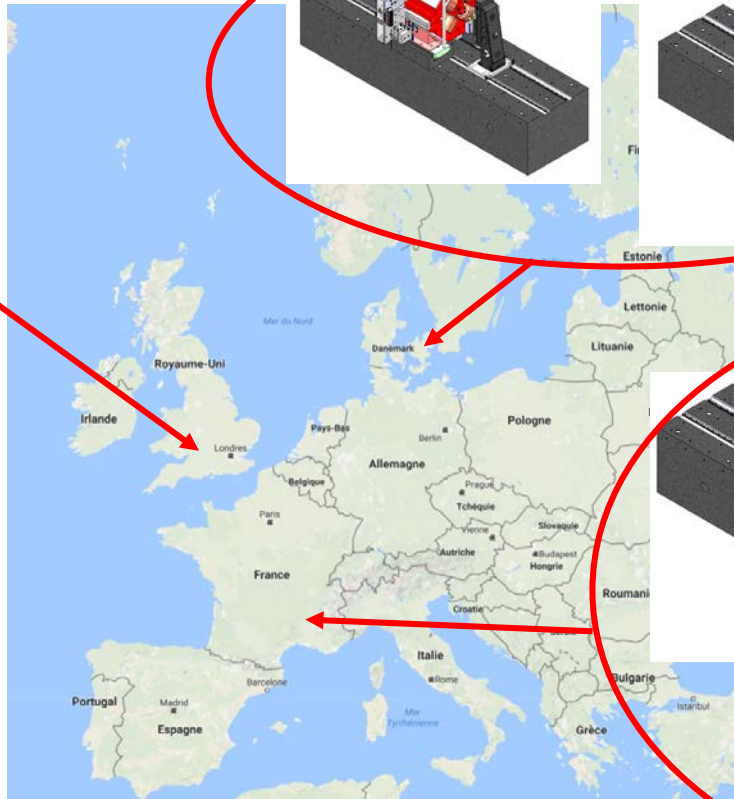 Fi
Estonie
Lettonie
Mer du Nord
Danemark
Lituanie
Royaume-Uni
Irlande
Pays-Bas
Berlin
Pologne
Londres
Allemagne
Belgique
Prague
Tchéquie
Paris
Slovaquie
Vienne
Autriche
Budapest
Hongrie
France
Roumani
Croatie
Italie
Barcelone
Rome
Bulgarie
Portugal
Madrid
Istanbul
Espagne
Mer
Tyrrhénienne
Grèce